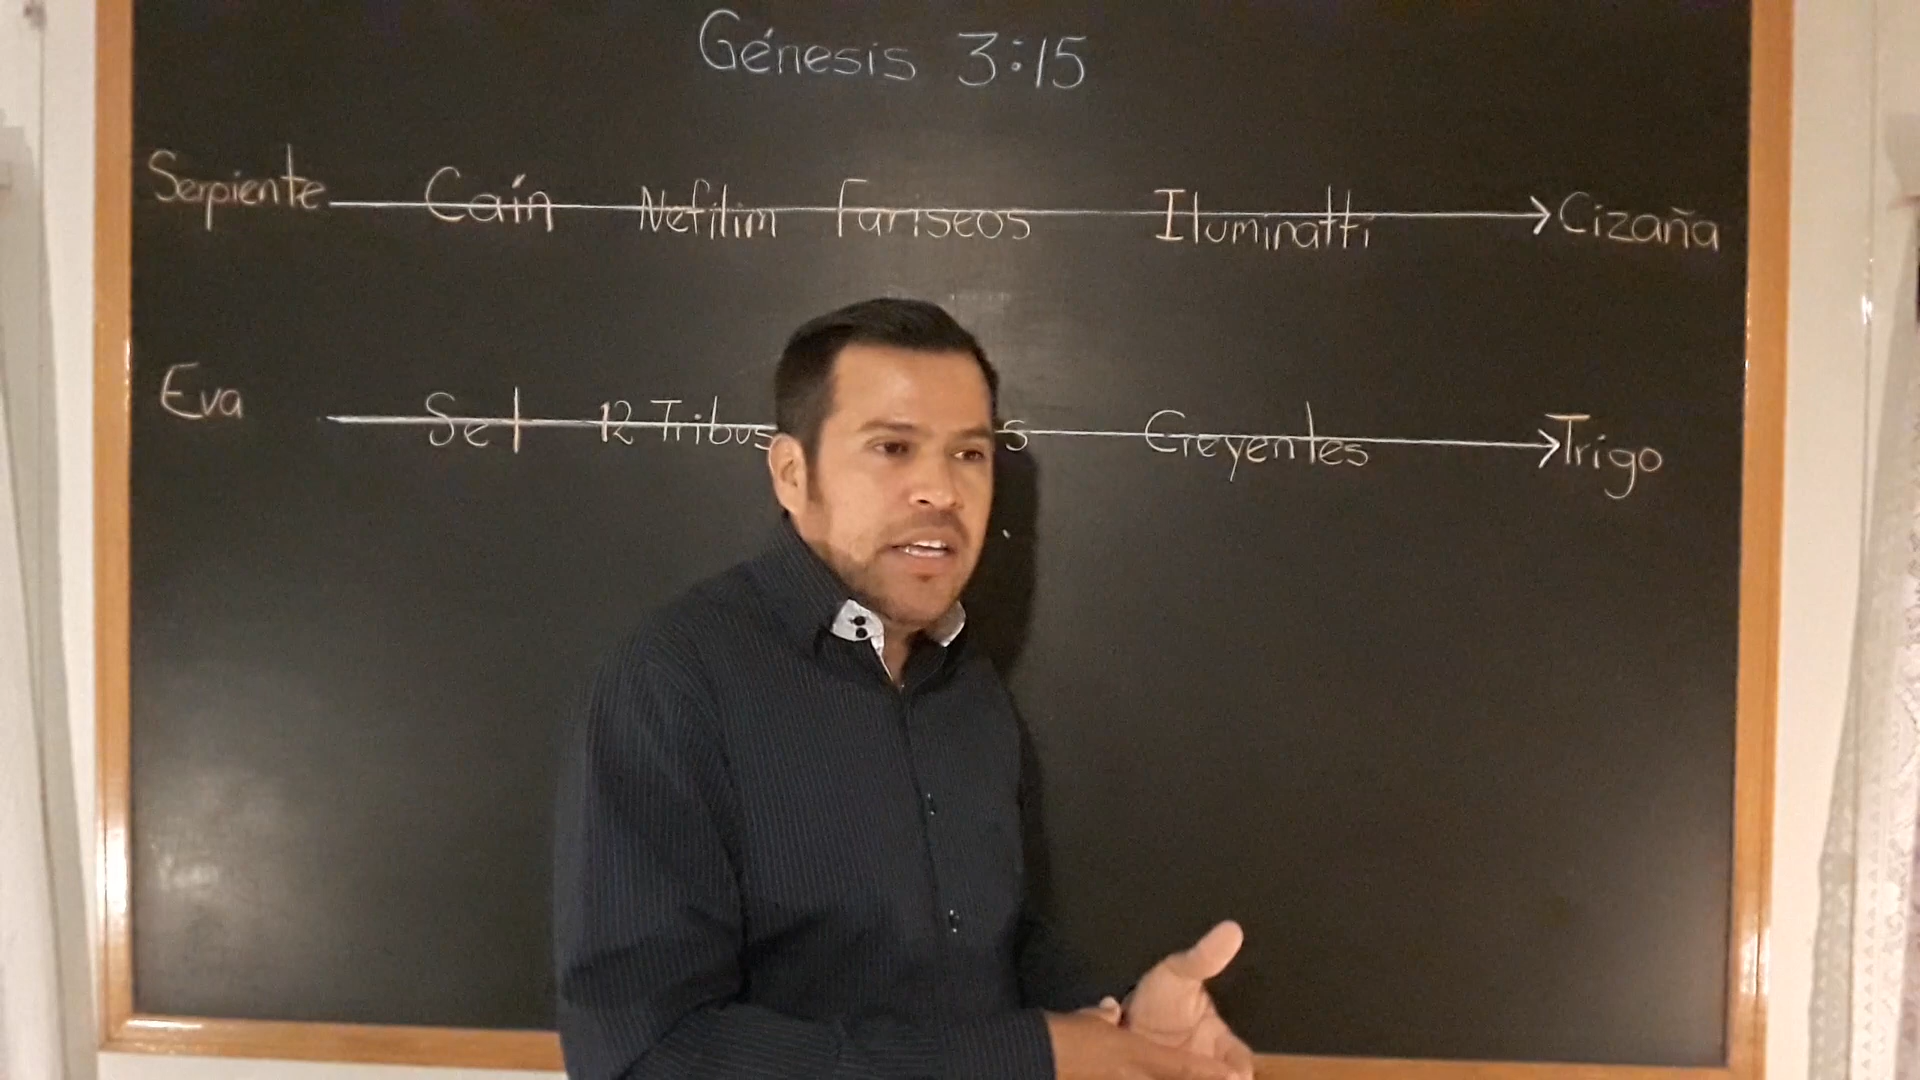 Génesis 3:15
Serpiente Caín Nefilim Fariseos Iluminatti Cizaña
Eva Set 12 Tribus Creyentes Trigo